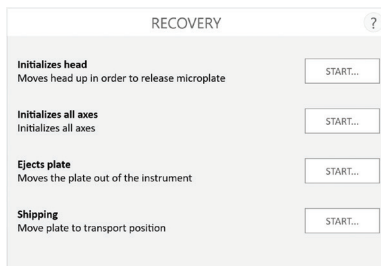 RECOVERY
?
Initializes head
Moves head up in order to release microplate
START...
Initializes all axes
Initializes all axes
START...
Ejects plate
Moves the plate out of the instrument
START...
Shipping
Move plate to transport position
START...